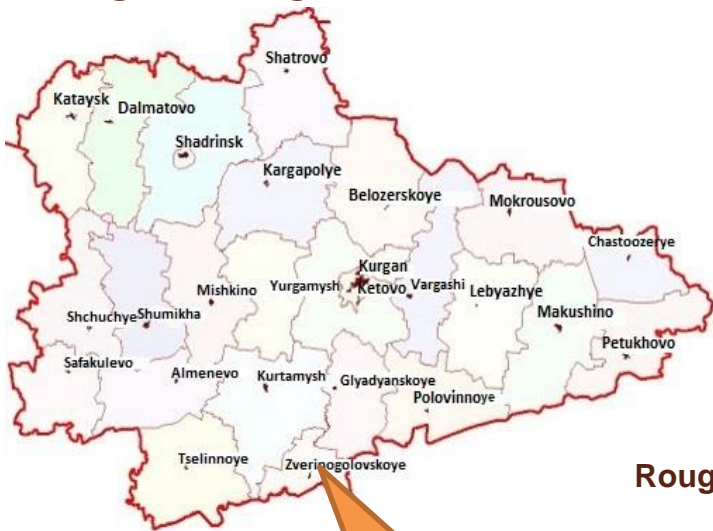 Shatrovo
Kataysk
Dalmatovo
Shadrinsk
Kargapolye
Belozerskoye
Mokrousovo
Chastoozerye
Kurgan
Mishkino
Yurgamysh
Ketovo
Vargashi
Lebyazhye
Shchuchye
Shumikha
Makushino
Petukhovo
Safakulevo
Almenevo
Kurtamysh
Glyadyanskoye
Polovinnoye
Tselinnoye
Zverinogolovskoye